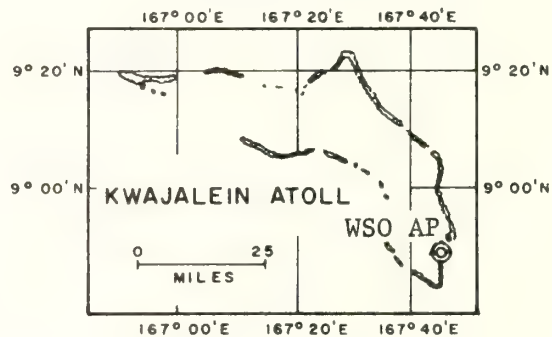 167° 00'E 167° 20'E 167° 40'E
9° 20'N 9° 20'N
9° 00'N 9° 00'N
KWAJALEIN ATOLL
WSO AP
0 25
MILES
167° 00'E 167° 20'E 167° 40'E